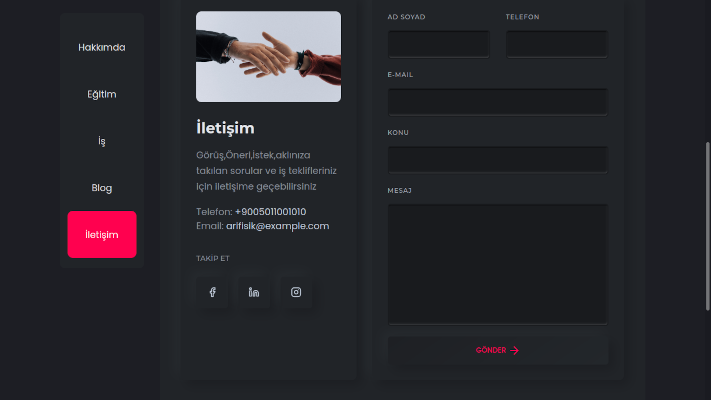 Hakkımda
Eğitim
İş
Blog
İletişim
İletişim
Görüş,Öneri,İstek,aklınıza
takılan sorular ve iş teklifleriniz
için iletişime geçebilirsiniz
Telefon: +9005011001010
Email: arifisik@example.com
TAKİP ET
AD SOYAD
TELEFON
E-MAIL
KONU
MESAJ
GÖNDER